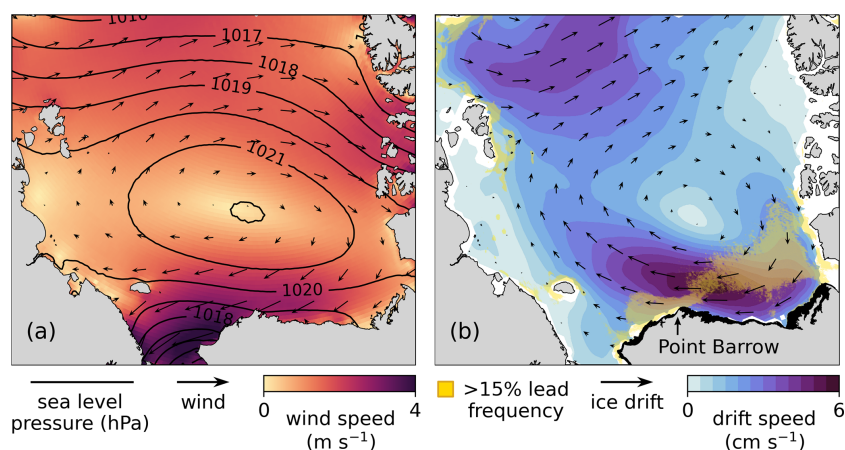 1016
1017
1018
1019
1021
1020
1018
(a)
(b)
Point Barrow
sea level
pressure (hPa)
wind
0
4
wind speed
(m s⁻¹)
>15% lead
frequency
ice drift
0
6
drift speed
(cm s⁻¹)